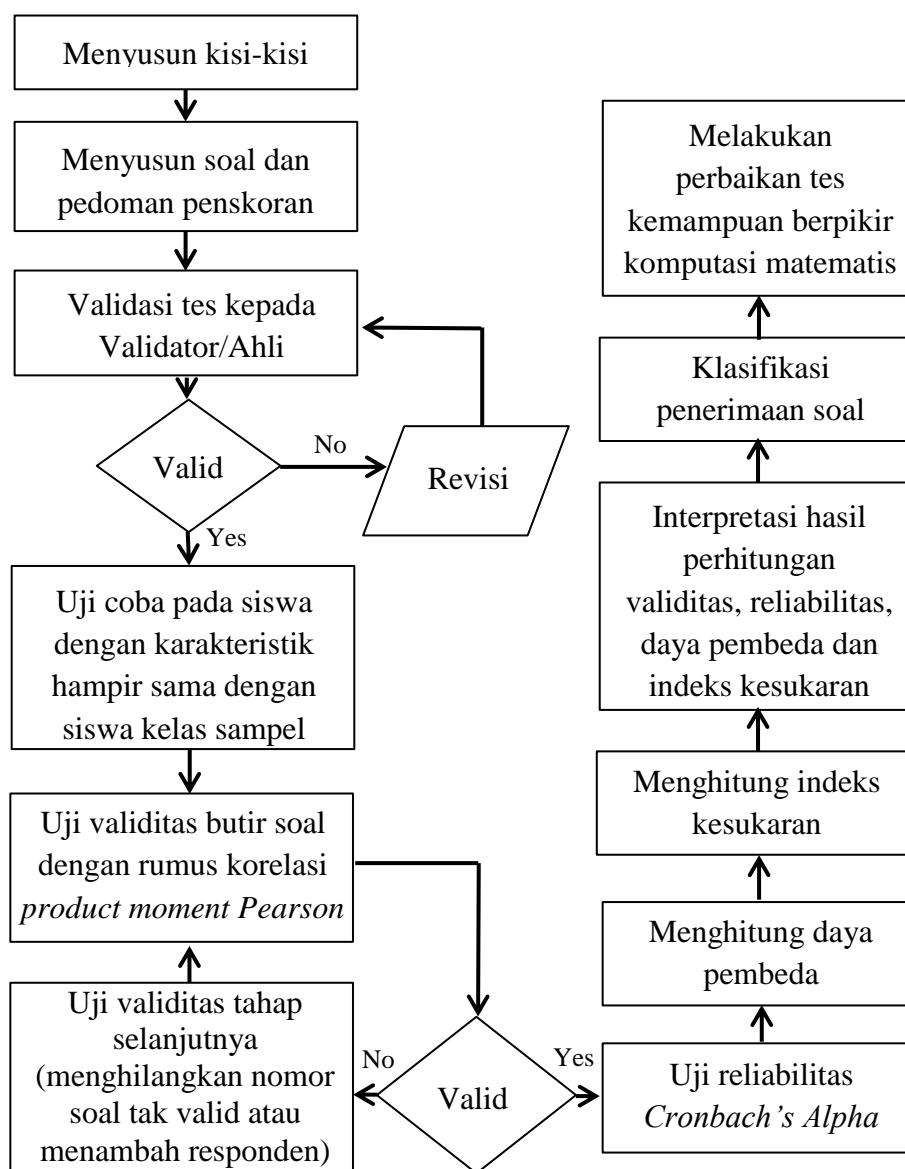 Menyusun kisi-kisi
Menyusun soal dan
pedoman penskoran
Validasi tes kepada
Validator/Ahli
Valid
No
Revisi
Yes
Uji coba pada siswa
dengan karakteristik
hampir sama dengan
siswa kelas sampel
Uji validitas butir soal
dengan rumus korelasi
product moment Pearson
Uji validitas tahap
selanjutnya
(menghilangkan nomor
soal tak valid atau
menambah responden)
No
Valid
Yes
Uji reliabilitas
Cronbach’s Alpha
Menghitung daya
pembeda
Menghitung indeks
kesukaran
Interpretasi hasil
perhitungan
validitas, reliabilitas,
daya pembeda dan
indeks kesukaran
Klasifikasi
penerimaan soal
Melakukan
perbaikan tes
kemampuan berpikir
komputasi matematis